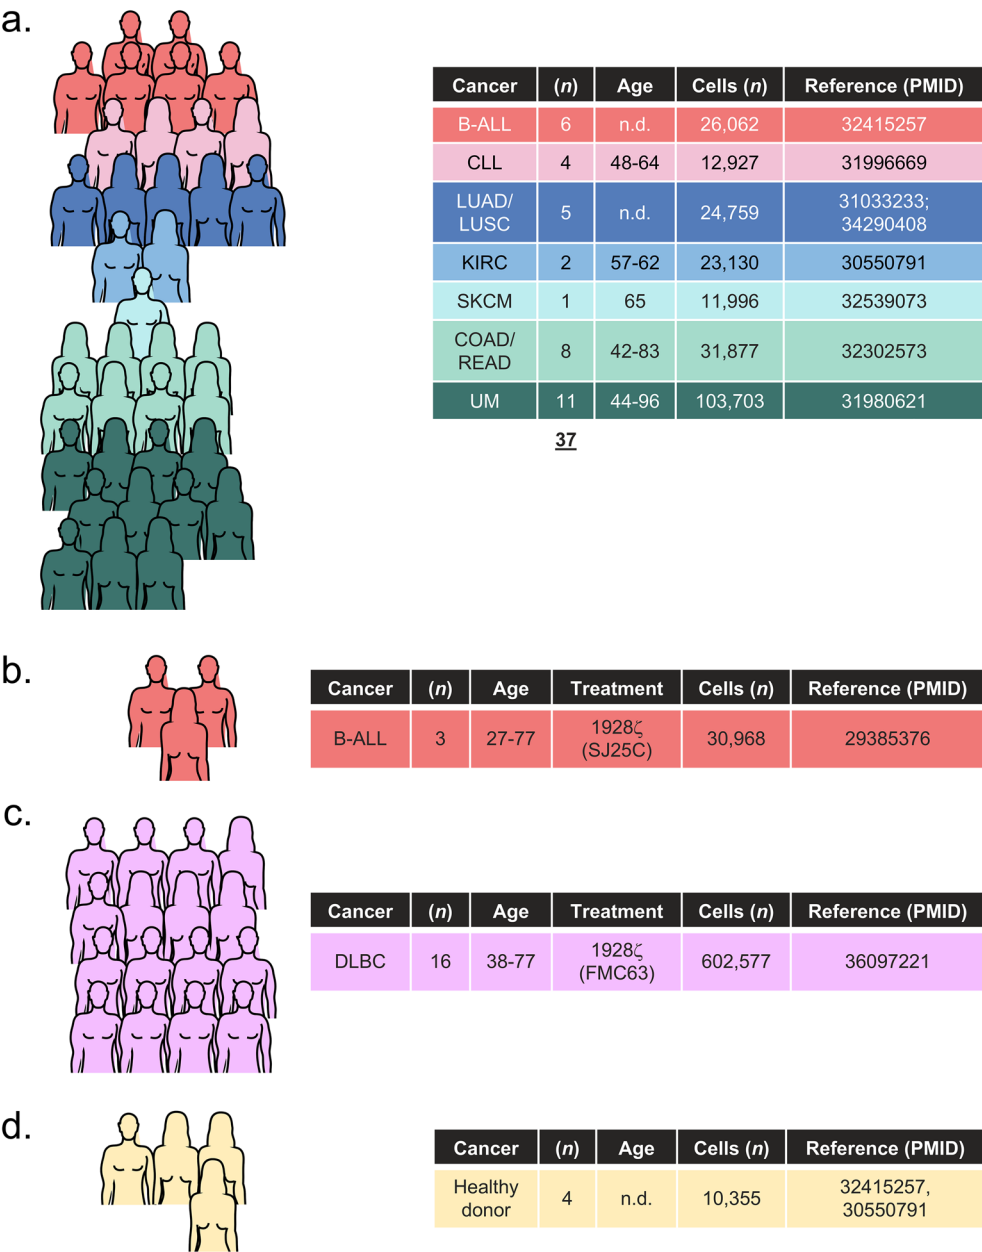 a.
Cancer (n) Age Cells (n) Reference (PMID)
B-ALL 6 n.d. 26,062 32415257
CLL 4 48-64 12,927 31996669
LUAD/
LUSC 5 n.d. 24,759 31033233;
34290408
KIRC 2 57-62 23,130 30550791
SKCM 1 65 11,996 32539073
COAD/
READ 8 42-83 31,877 32302573
UM 11 44-96 103,703 31980621
37
b.
Cancer (n) Age Treatment Cells (n) Reference (PMID)
B-ALL 3 27-77 1928ζ
(SJ25C) 30,968 29385376
c.
Cancer (n) Age Treatment Cells (n) Reference (PMID)
DLBC 16 38-77 1928ζ
(FMC63) 602,577 36097221
d.
Cancer (n) Age Cells (n) Reference (PMID)
Healthy
donor 4 n.d. 10,355 32415257,
30550791